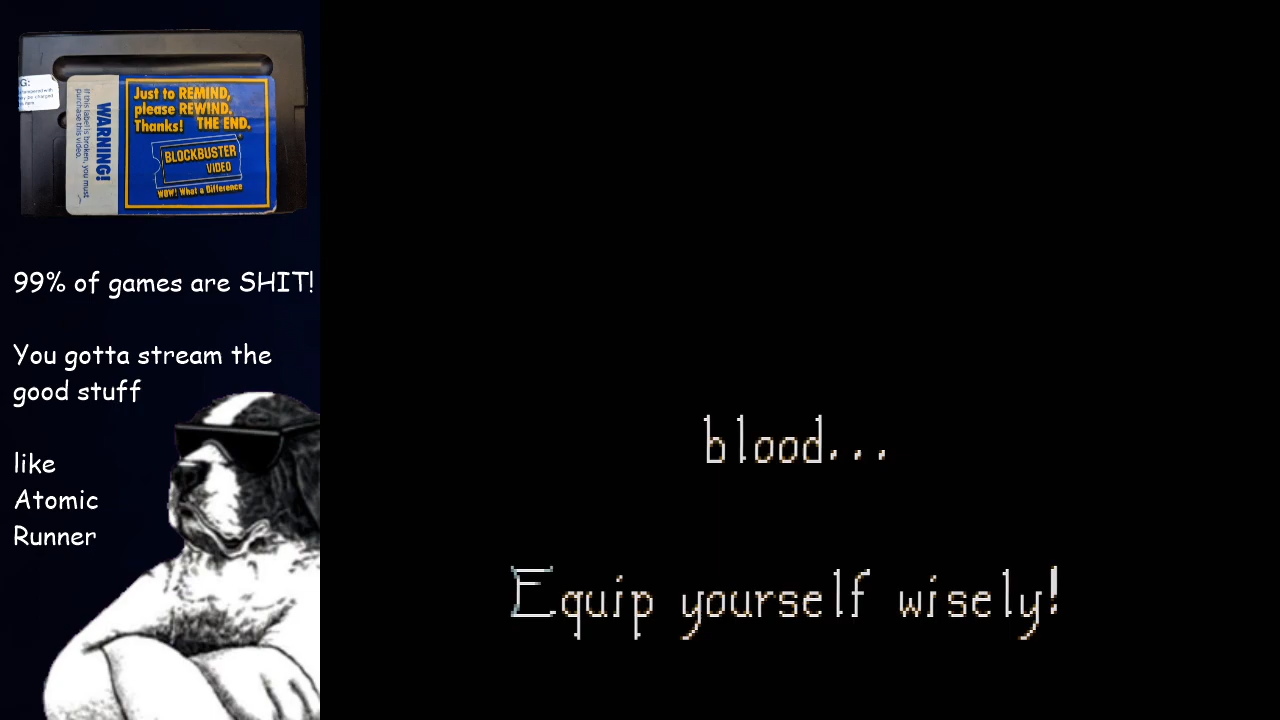 G:
Just to REMIND,
please REWIND.
Thanks! THE END.
BLOCKBUSTER
VIDEO
WOW! What a Difference
WARNING!
If this label is broken, you must
purchase this video.
99% of games are SHIT!
You gotta stream the
good stuff
like
Atomic
Runner
blood...
Equip yourself wisely!